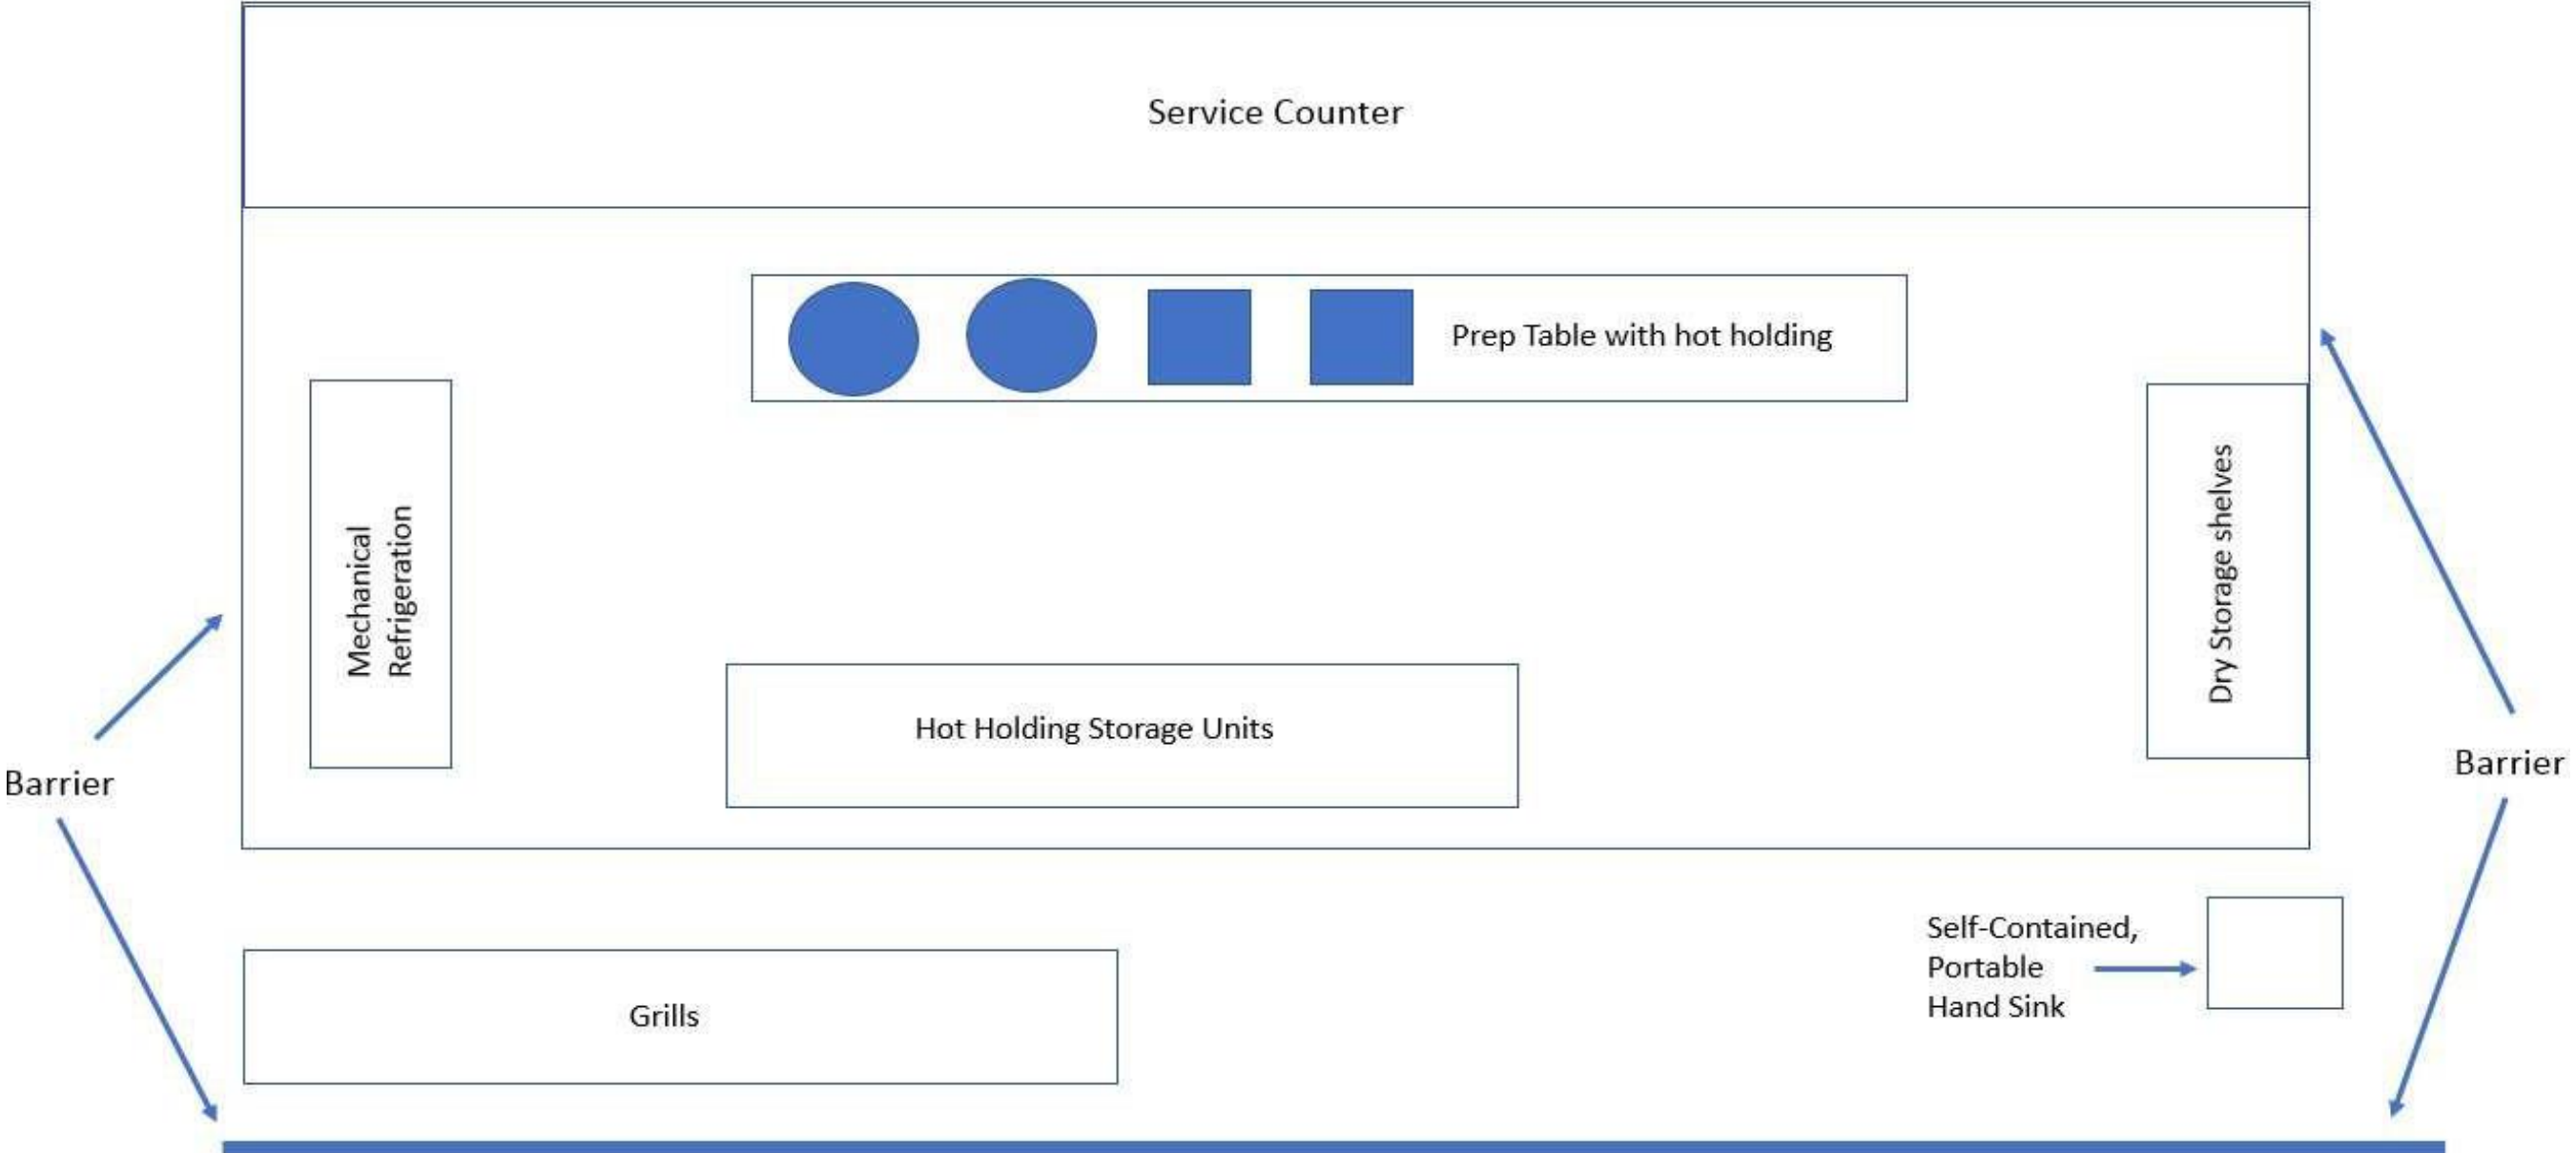 Service Counter
Prep Table with hot holding
Mechanical
Refrigeration
Dry Storage shelves
Hot Holding Storage Units
Barrier
Barrier
Self-Contained,
Portable
Hand Sink
Grills